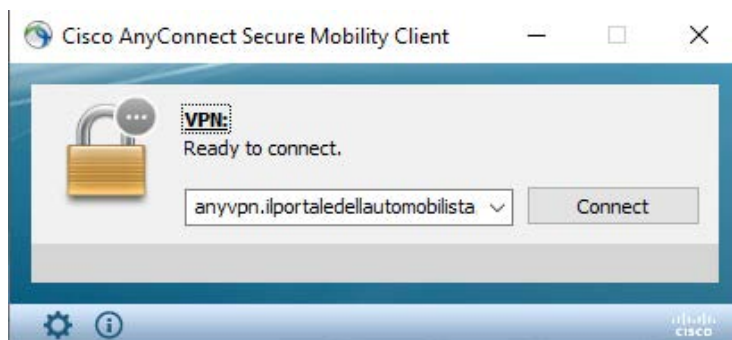 Cisco AnyConnect Secure Mobility Client
VPN:
Ready to connect.
anyvpn.ilportaledellautomobilista
Connect
cisco